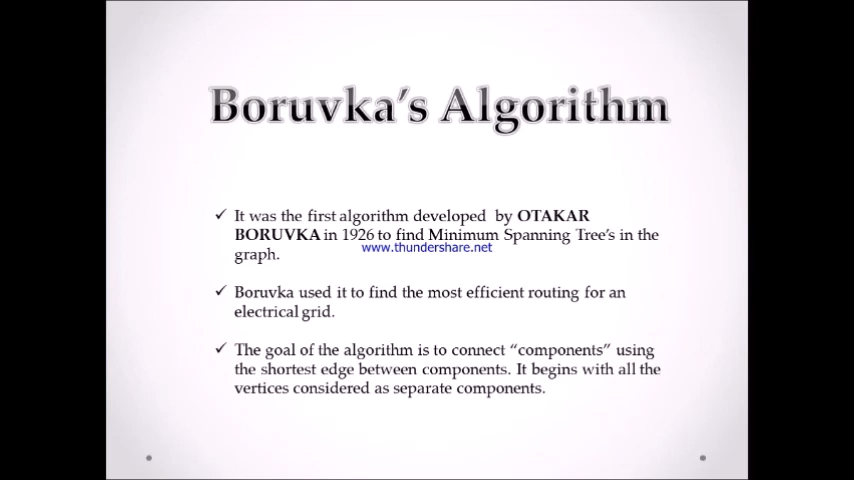 Boruvka's Algorithm
✓ It was the first algorithm developed by OTAKAR
BORUVKA in 1926 to find Minimum Spanning Tree's in the
www.thundershare.net
graph.
✓ Boruvka used it to find the most efficient routing for an
electrical grid.
✓ The goal of the algorithm is to connect “components” using
the shortest edge between components. It begins with all the
vertices considered as separate components.